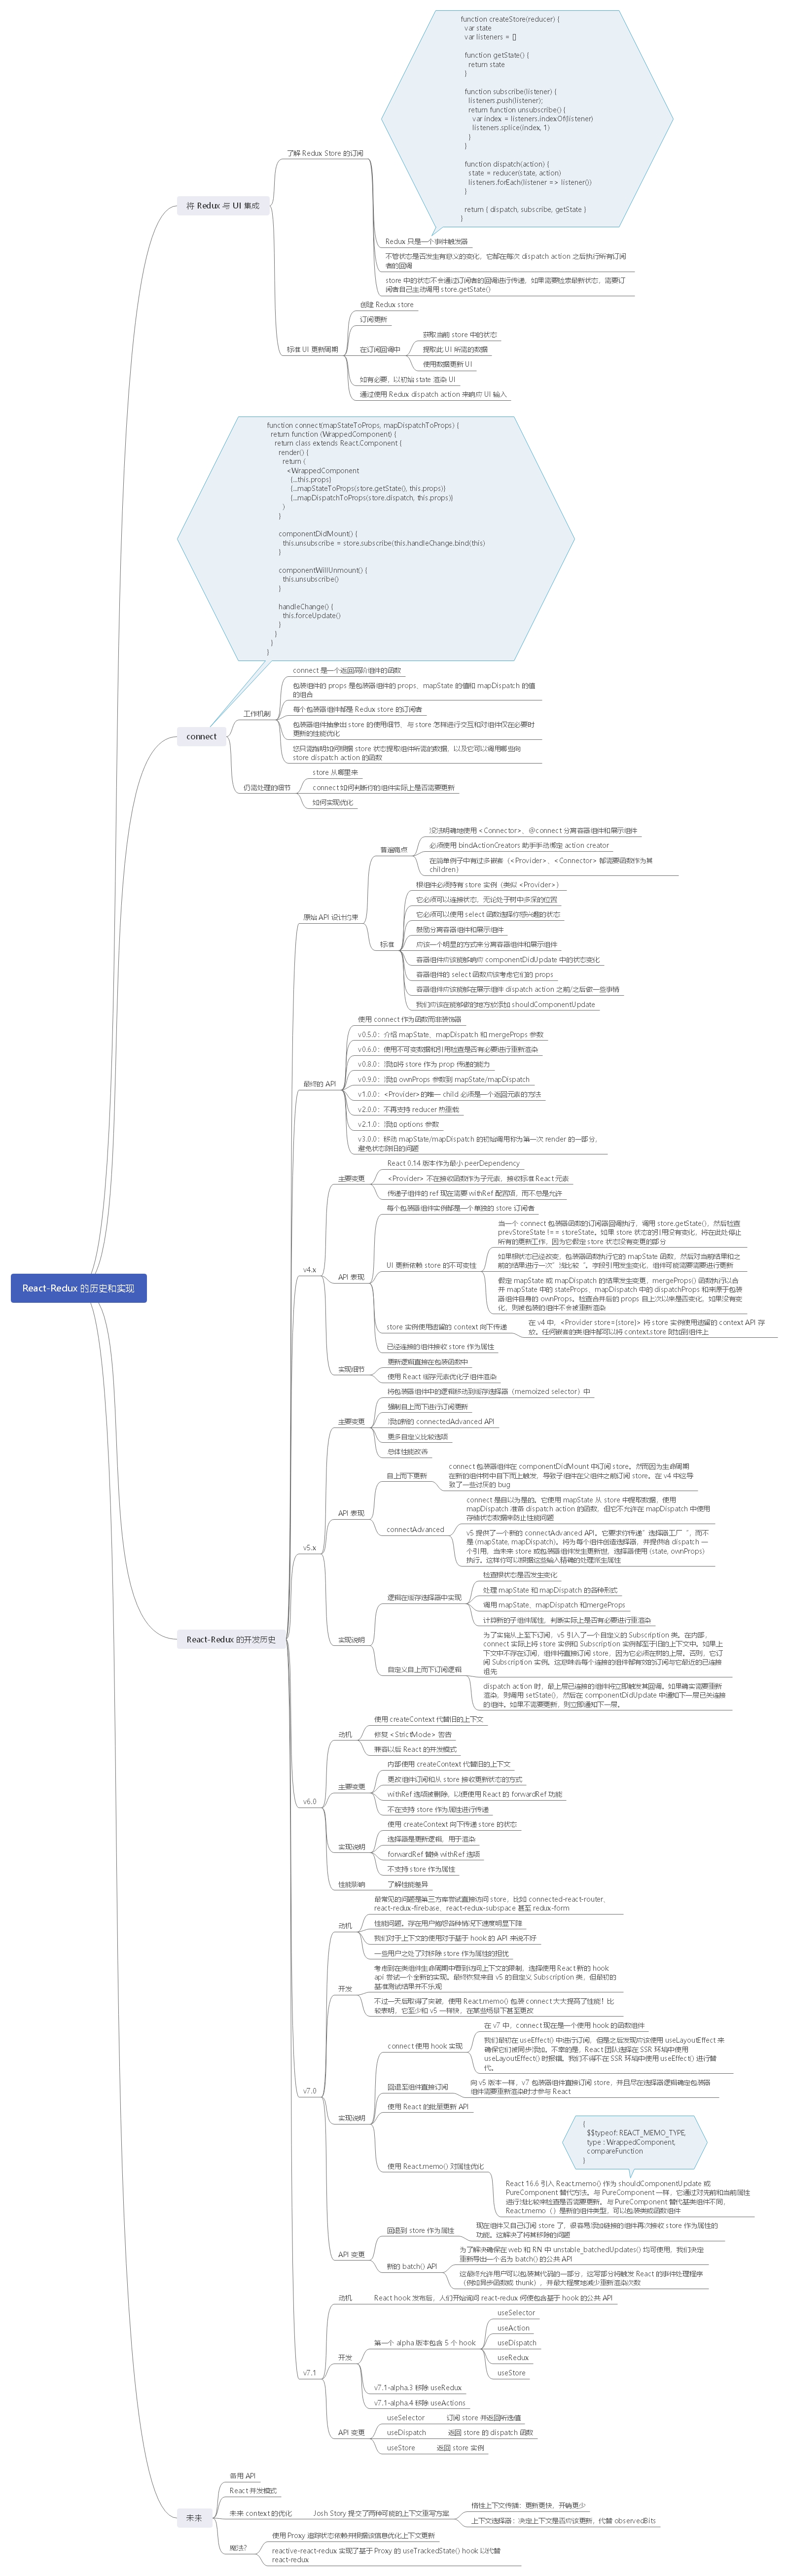 function createStore(reducer) {
var state
var listeners = []
function getState() {
return state
}
function subscribe(listener) {
listeners.push(listener);
return function unsubscribe() {
var index = listeners.indexOf(listener)
listeners.splice(index, 1)
}
}
function dispatch(action) {
state = reducer(state, action)
listeners.forEach(listener => listener())
}
return { dispatch, subscribe, getState }
}
了解 Redux Store 的订阅
将 Redux 与 UI 集成
Redux 只是一个事件触发器
不管状态是否发生有意义的变化，它都在每次 dispatch action 之后执行所有订阅
者的回调
store 中的状态不会通过订阅者的回调进行传递，如果需要检索最新状态，需要订
阅者自己主动调用 store.getState()
标准 UI 更新周期
创建 Redux store
订阅更新
在订阅回调中
获取当前 store 中的状态
提取此 UI 所需的数据
使用数据更新 UI
如有必要，以初始 state 渲染 UI
通过使用 Redux dispatch action 来响应 UI 输入
function connect(mapStateToProps, mapDispatchToProps) {
return function (WrappedComponent) {
return class extends React.Component {
render() {
return (
<WrappedComponent
{...this.props}
{...mapStateToProps(store.getState(), this.props)}
{...mapDispatchToProps(store.dispatch, this.props)}
)
}
componentDidMount() {
this.unsubscribe = store.subscribe(this.handleChange.bind(this)
}
componentWillUnmount() {
this.unsubscribe()
}
handleChange() {
this.forceUpdate()
}
}
}
}
connect
工作机制
connect 是一个返回高阶组件的函数
包装组件的 props 是包装器组件的 props、mapState 的值和 mapDispatch 的值
的组合
每个包装器组件都是 Redux store 的订阅者
包装器组件抽象出 store 的使用细节、与 store 怎样进行交互和对组件仅在必要时
更新的性能优化
您只需指明如何根据 store 状态提取组件所需的数据，以及它可以调用哪些向
store dispatch action 的函数
仍需处理的细节
store 从哪里来
connect 如何判断你的组件实际上是否需要更新
如何实现优化
React-Redux 的历史和实现
React-Redux 的开发历史
原始 API 设计约束
普遍痛点
没法明确地使用 <Connector>、@connect 分离容器组件和展示组件
必须使用 bindActionCreators 助手手动绑定 action creator
在简单例子中有过多嵌套（<Provider>、<Connector> 都需要函数作为其
children）
标准
根组件必须持有 store 实例（类似 <Provider>）
它必须可以连接状态，无论处于树中多深的位置
它必须可以使用 select 函数选择你感兴趣的状态
鼓励分离容器组件和展示组件
应该一个明显的方式来分离容器组件和展示组件
容器组件应该能够响应 componentDidUpdate 中的状态变化
容器组件的 select 函数应该考虑它们的 props
容器组件应该能够在展示组件 dispatch action 之前/之后做一些事情
我们应该在能够做的地方放添加 shouldComponentUpdate
最终的 API
使用 connect 作为函数而非装饰器
v0.5.0：介绍 mapState、mapDispatch 和 mergeProps 参数
v0.6.0：使用不可变数据和引用检查是否有必要进行重新渲染
v0.8.0：添加将 store 作为 prop 传递的能力
v0.9.0：添加 ownProps 参数到 mapState/mapDispatch
v1.0.0：<Provider>的唯一 child 必须是一个返回元素的方法
v2.0.0：不再支持 reducer 热重载
v2.1.0：添加 options 参数
v3.0.0：移动 mapState/mapDispatch 的初始调用称为第一次 render 的一部分，
避免状态陈旧的问题
v4.x
主要变更
React 0.14 版本作为最小 peerDependency
<Provider> 不在接收函数作为子元素，接收标准 React 元素
传递子组件的 ref 现在需要 withRef 配置项，而不总是允许
API 表现
每个包装器组件实例都是一个单独的 store 订阅者
UI 更新依赖 store 的不可变性
当一个 connect 包装器函数的订阅器回调执行，调用 store.getState()，然后检查
prevStoreState !== storeState。如果 store 状态的引用没有变化，将在此处停止
所有的更新工作，因为它假定 store 状态没有变更的部分
如果根状态已经改变，包装器函数执行它的 mapState 函数，然后对当前结果和之
前的结果进行一次“浅比较“。字段引用发生变化，组件可能需要需要进行更新
假定 mapState 或 mapDispatch 的结果发生变更，mergeProps() 函数执行以合
并 mapState 中的 stateProps，mapDispatch 中的 dispatchProps 和来源于包装
器组件自身的 ownProps。检查合并后的 props 自上次以来是否变化，如果没有变
化，则被包装的组件不会被重新渲染
store 实例使用遗留的 context 向下传递
在 v4 中，<Provider store={store}> 将 store 实例使用遗留的 context API 存
放。任何嵌套的类组件都可以将 context.store 附加到组件上
已经连接的组件接收 store 作为属性
实现细节
更新逻辑直接在包装函数中
使用 React 缓存元素优化子组件渲染
v5.x
主要变更
将包装器组件中的逻辑移动到缓存选择器（memoized selector）中
强制自上而下进行订阅更新
添加新的 connectedAdvanced API
更多自定义比较选项
总体性能改善
API 表现
自上而下更新
connect 包装器组件在 componentDidMount 中订阅 store。然而因为生命周期
在新的组件树中自下而上触发，导致子组件在父组件之前订阅 store。在 v4 中这导
致了一些讨厌的 bug
connectAdvanced
connect 是自以为是的。它使用 mapState 从 store 中提取数据，使用
mapDispatch 准备 dispatch action 的函数，但它不允许在 mapDispatch 中使用
存储状态数据来防止性能问题
v5 提供了一个新的 connectAdvanced API。它要求你传递”选择器工厂“，而不
是 (mapState, mapDispatch)。将为每个组件创造选择器，并提供给 dispatch 一
个引用，当未来 store 或包装器组件发生更新世，选择器使用 (state, ownProps)
执行。这样你可以根据这些输入精确的处理派生属性
实现说明
逻辑在缓存选择器中实现
检查根状态是否发生变化
处理 mapState 和 mapDispatch 的各种形式
调用 mapState、mapDispatch 和mergeProps
计算新的子组件属性，判断实际上是否有必要进行重渲染
自定义自上而下订阅逻辑
为了实施从上至下订阅，v5 引入了一个自定义的 Subscription 类。在内部，
connect 实际上将 store 实例和 Subscription 实例都至于旧的上下文中。如果上
下文中不存在订阅，组件将直接订阅 store，因为它必须在树的上层。否则，它订
阅 Subscription 实例。这意味着每个连接的组件都有效的订阅与它最近的已连接
祖先
dispatch action 时，最上层已连接的组件将立即触发其回调。如果确实需要重新
渲染，则调用 setState()，然后在 componentDidUpdate 中通知下一层已关连接
的组件。如果不需要更新，则立即通知下一层。
v6.0
动机
使用 createContext 代替旧的上下文
修复 <StrictMode> 警告
兼容以后 React 的开发模式
主要变更
内部使用 createContext 代替旧的上下文
更改组件订阅和从 store 接收更新状态的方式
withRef 选项被删除，以便使用 React 的 forwardRef 功能
不在支持 store 作为属性进行传递
实现说明
使用 createContext 向下传递 store 的状态
选择器是更新逻辑，用于渲染
forwardRef 替换 withRef 选项
不支持 store 作为属性
性能影响
了解性能差异
v7.0
动机
最常见的问题是第三方库尝试直接访问 store，比如 connected-react-router、
react-redux-firebase、react-redux-subspace 甚至 redux-form
性能问题。存在用户抱怨各种情况下速度明显下降
我们对于上下文的使用对于基于 hook 的 API 来说不好
一些用户之处了对移除 store 作为属性的担忧
开发
考虑到在类组件生命周期中看到访问上下文的限制，选择使用 React 新的 hook
api 尝试一个全新的实现。最终恢复来自 v5 的自定义 Subscription 类，但最初的
基准测试结果并不乐观
不过一天后取得了突破，使用 React.memo() 包装 connect 大大提高了性能！比
较表明，它至少和 v5 一样快，在某些场景下甚至更改
实现说明
connect 使用 hook 实现
在 v7 中，connect 现在是一个使用 hook 的函数组件
我们最初在 useEffect() 中进行订阅，但是之后发现应该使用 useLayoutEffect 来
确保它们被同步添加。不幸的是，React 团队选择在 SSR 环境中使用
useLayoutEffect() 时报错。我们不得不在 SSR 环境中使用 useEffect() 进行替
代。
回退至组件直接订阅
向 v5 版本一样，v7 包装器组件直接订阅 store，并且尽在选择器逻辑确定包装器
组件需要重新渲染时才参与 React
使用 React 的批量更新 API
使用 React.memo() 对属性优化
{
$$typeof: REACT_MEMO_TYPE,
type : WrappedComponent,
compareFunction
}
React 16.6 引入 React.memo() 作为 shouldComponentUpdate 或
PureComponent 替代方法。与 PureComponent 一样，它通过对先前和当前属性
进行浅比较来检查是否需要更新。与 PureComponent 替代基类组件不同，
React.memo（）是新的组件类型，可以包装类或函数组件
API 变更
回退到 store 作为属性
现在组件又自己订阅 store 了，很容易添加链接的组件再次接收 store 作为属性的
功能。这解决了将其移除的问题
新的 batch() API
为了解决确保在 web 和 RN 中 unstable_batchedUpdates() 均可使用，我们决定
重新导出一个名为 batch() 的公共 API
这最终允许用户可以包装其代码的一部分，这写部分将触发 React 的事件处理程序
（例如异步函数或 thunk），并最大程度地减少重新渲染次数
v7.1
动机
React hook 发布后，人们开始询问 react-redux 何使包含基于 hook 的公共 API
开发
第一个 alpha 版本包含 5 个 hook
useSelector
useAction
useDispatch
useRedux
useStore
v7.1-alpha.3 移除 useRedux
v7.1-alpha.4 移除 useActions
API 变更
useSelector
订阅 store 并返回所选值
useDispatch
返回 store 的 dispatch 函数
useStore
返回 store 实例
未来
备用 API
React 开发模式
未来 context 的优化
Josh Story 提交了两种可能的上下文重写方案
惰性上下文传播：更新更快，开销更少
上下文选择器：决定上下文是否应该更新，代替 observedBits
魔法？
使用 Proxy 追踪状态依赖并根据该信息优化上下文更新
reactive-react-redux 实现了基于 Proxy 的 useTrackedState() hook 以代替
react-redux